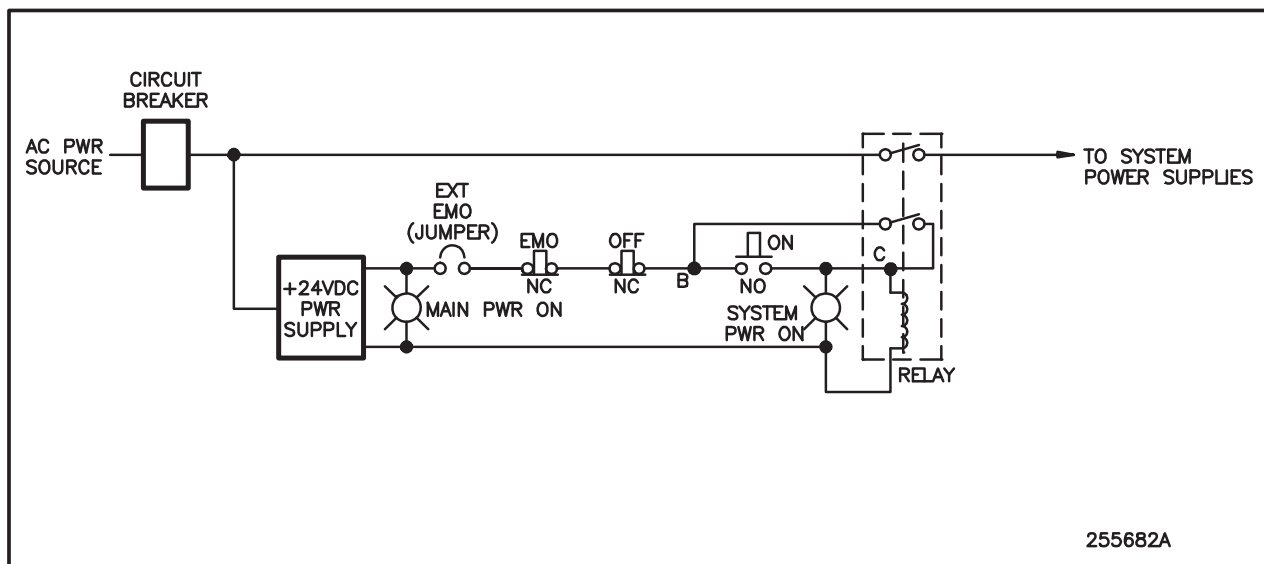 CIRCUIT
BREAKER
AC PWR
SOURCE
TO SYSTEM
POWER SUPPLIES
EXT
EMO
(JUMPER)
EMO
NC
OFF
NC
B
ON
NO
C
+24VDC
PWR
SUPPLY
MAIN PWR ON
SYSTEM
PWR ON
RELAY
255682A